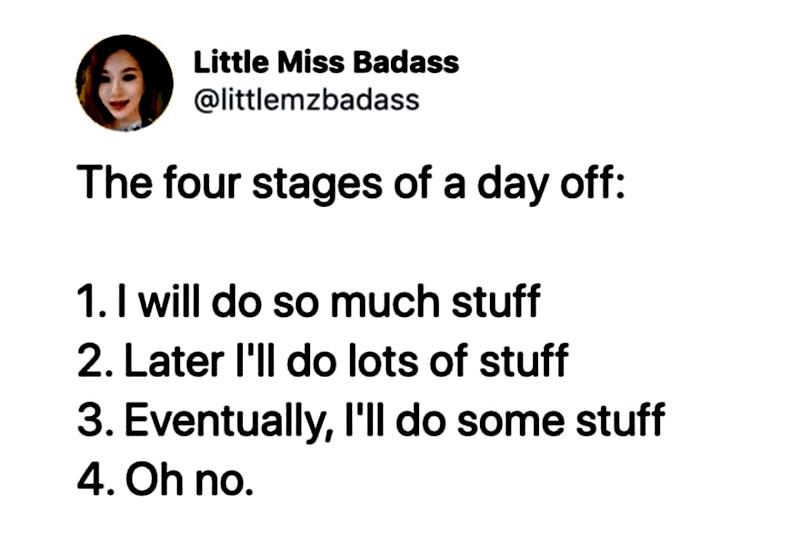 Little Miss Badass
@littlemzbadass
The four stages of a day off:
1. I will do so much stuff
2. Later I'll do lots of stuff
3. Eventually, I'll do some stuff
4. Oh no.